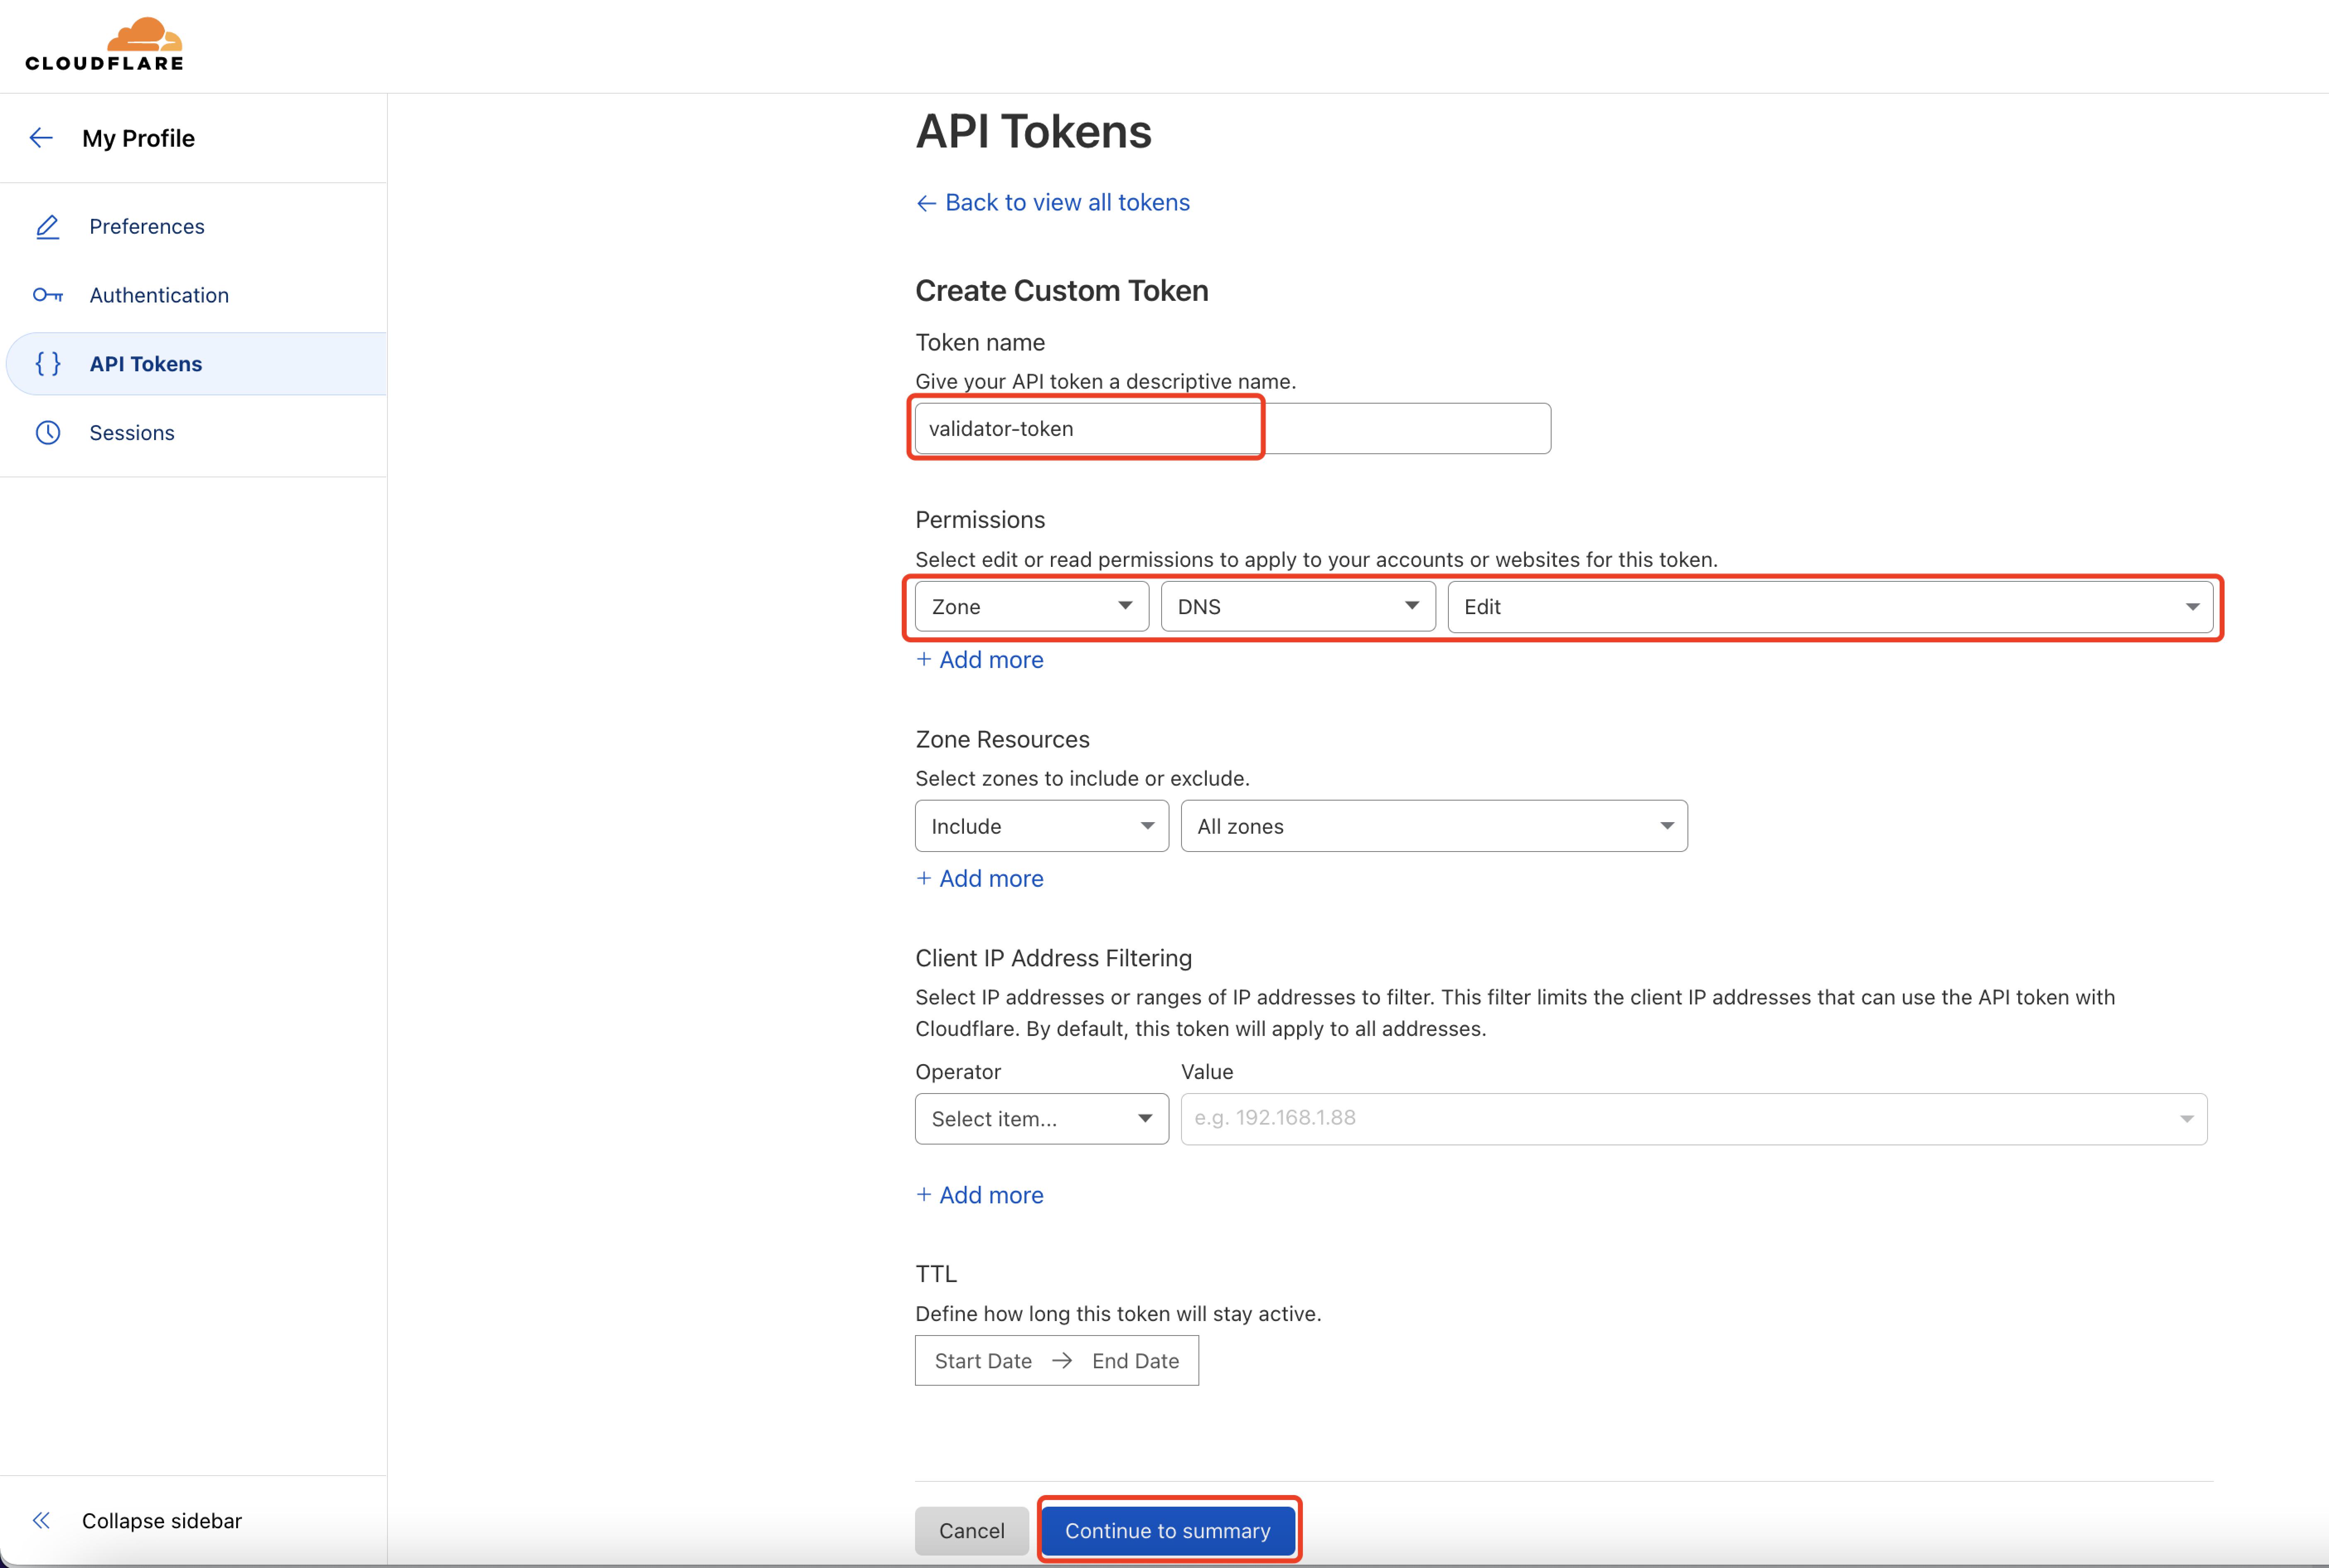 CLOUDFLARE
My Profile
Preferences
Authentication
API Tokens
Sessions
Collapse sidebar
API Tokens
Back to view all tokens
Create Custom Token
Token name
Give your API token a descriptive name.
validator-token
Permissions
Select edit or read permissions to apply to your accounts or websites for this token.
Zone DNS Edit
+ Add more
Zone Resources
Select zones to include or exclude.
Include All zones
+ Add more
Client IP Address Filtering
Select IP addresses or ranges of IP addresses to filter. This filter limits the client IP addresses that can use the API token with
Cloudflare. By default, this token will apply to all addresses.
Operator Value
Select item... e.g. 192.168.1.88
+ Add more
TTL
Define how long this token will stay active.
Start Date → End Date
Cancel Continue to summary